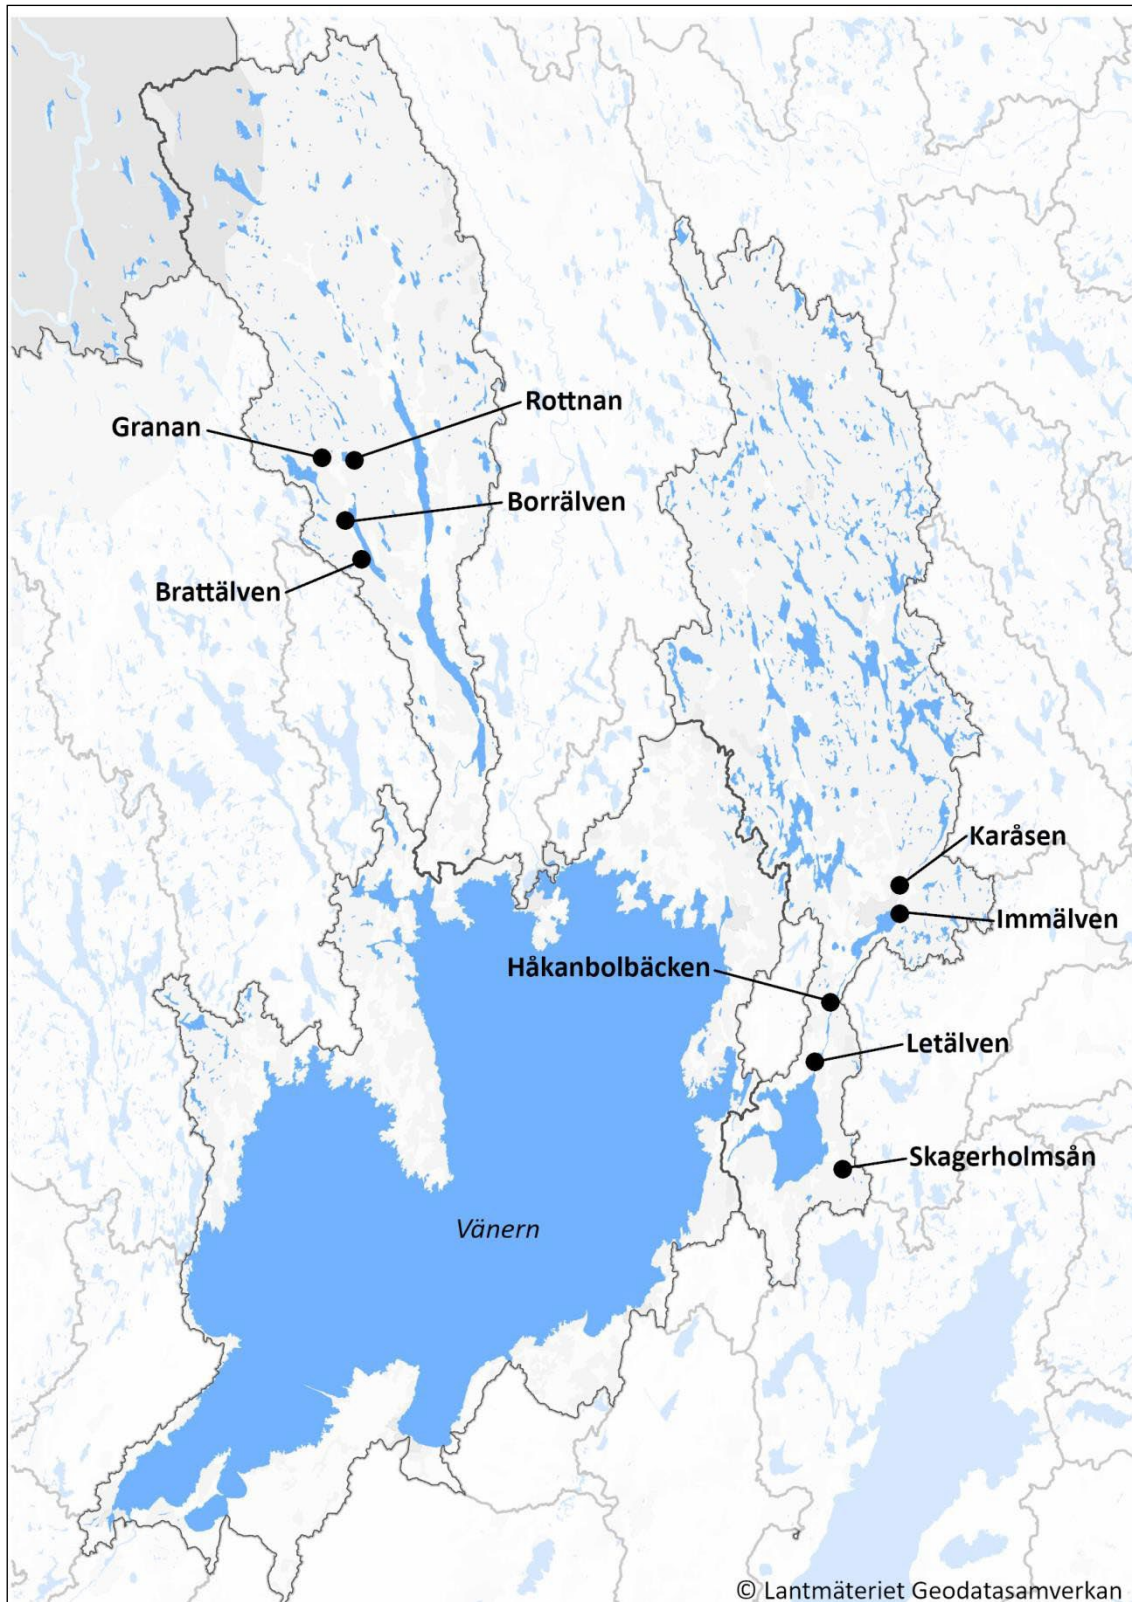 Rottnan
Granan
Borrälven
Brattälven
Karåsen
Immälven
Håkanbolbäcken
Letälven
Skagerholmsån
Vänern
© Lantmäteriet Geodatasamverkan